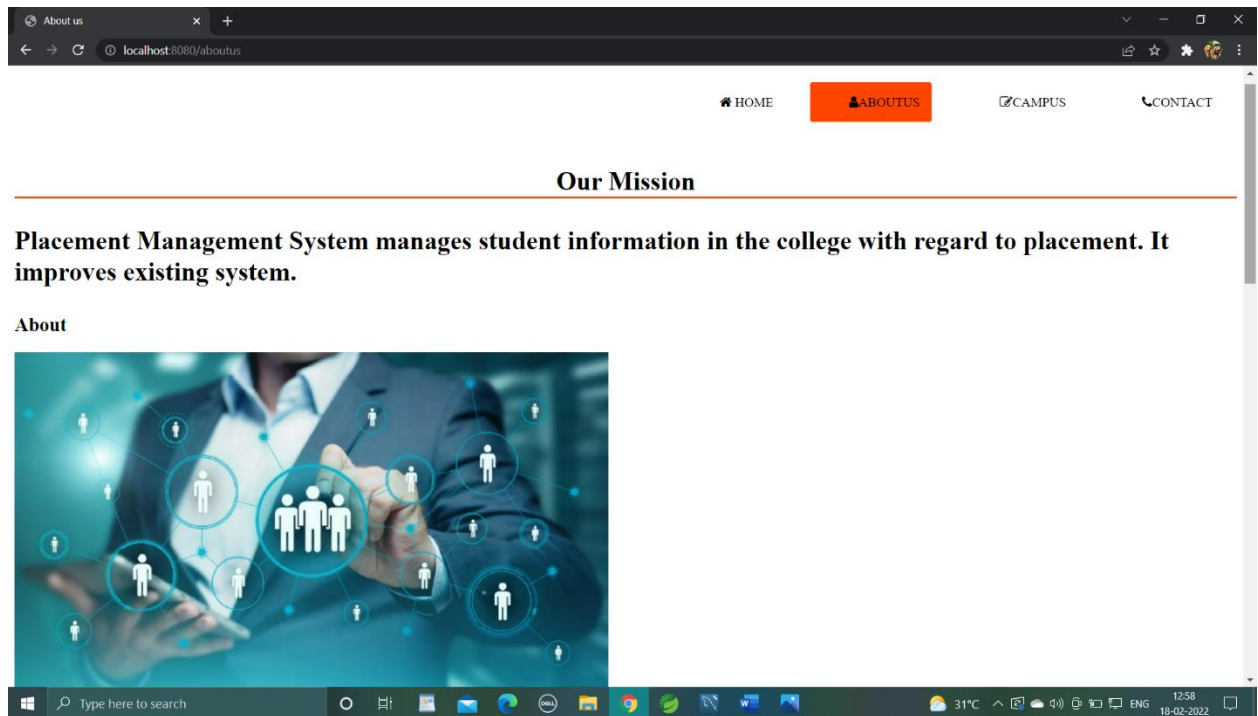 About us
localhost:8080/aboutus
HOME
ABOUTUS
CAMPUS
CONTACT
Our Mission
Placement Management System manages student information in the college with regard to placement. It
improves existing system.
About
Type here to search
DELL
W
31°C
ENG
12:58
18-02-2022